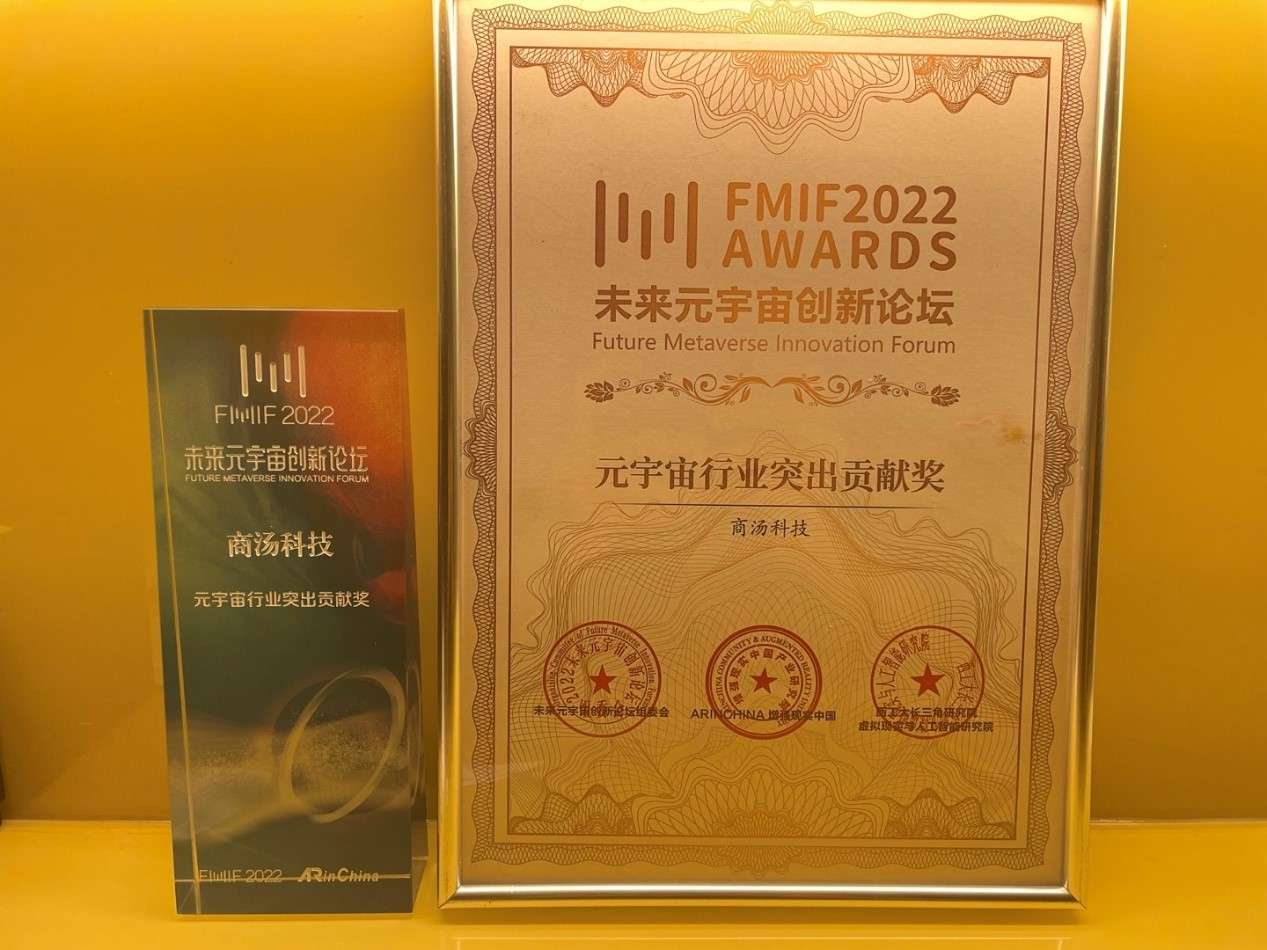 FMIF 2022
未来元宇宙创新论坛
FUTURE METAVERSE INNOVATION FORUM
商汤科技
元宇宙行业突出贡献奖
FMIF 2022 ARinChina
FMIF2022
AWARDS
未来元宇宙创新论坛
Future Metaverse Innovation Forum
元宇宙行业突出贡献奖
商汤科技
未来元宇宙创新论坛组委会
ARINCHINA 增强现实中国
西工大长三角研究院
虚拟现实与人工智能研究院